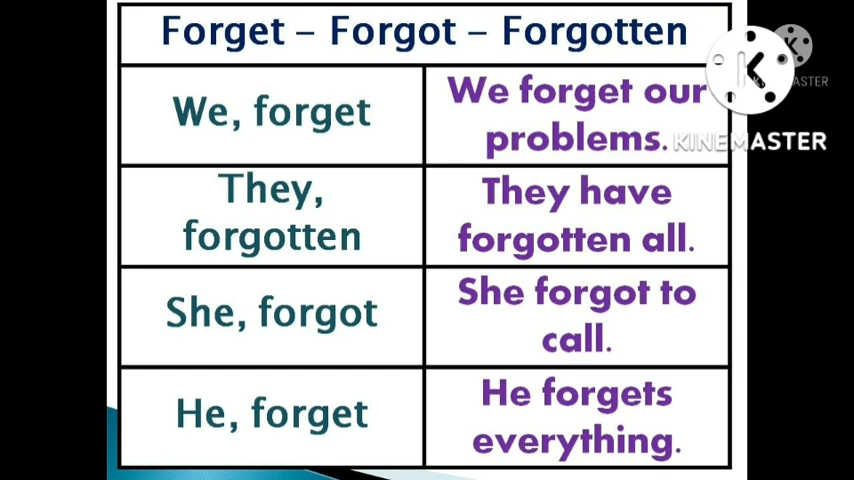 Forget – Forgot – Forgotten
We, forget
We forget our
problems.
They,
forgotten
They have
forgotten all.
She, forgot
She forgot to
call.
He, forget
He forgets
everything.
K
KINEMASTER
K
KINEMASTER